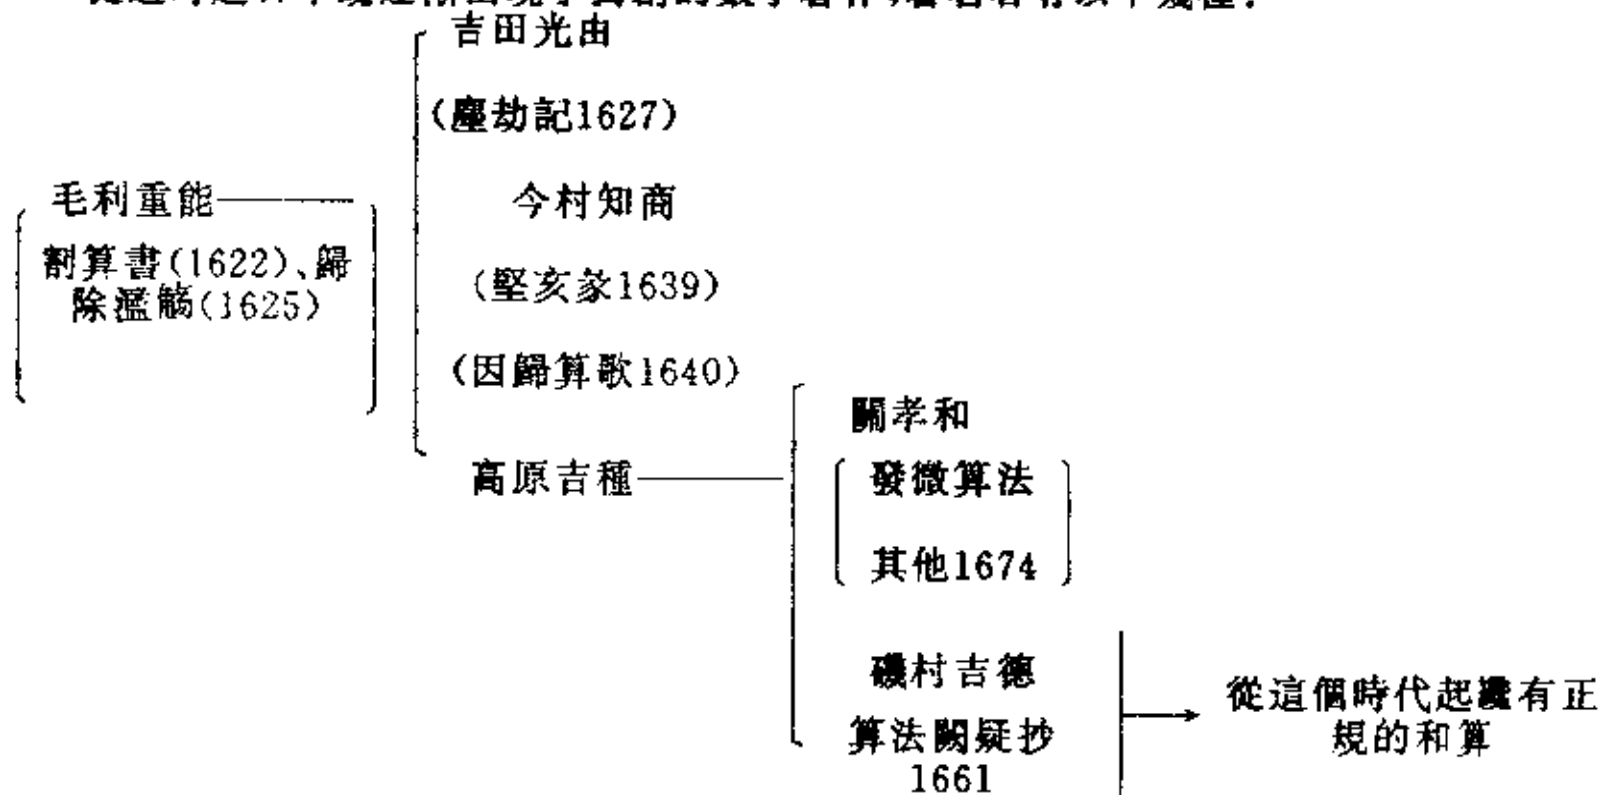 吉田光由
(塵劫記1627)
毛利重能
今村知商
割算書(1622)、歸
除濫觴(1625)
(堅亥彖1639)
(因歸算歌1640)
關孝和
高原吉種
發微算法
其他1674
磯村吉德
算法闕疑抄
1661
從這個時代起纔有正
規的和算